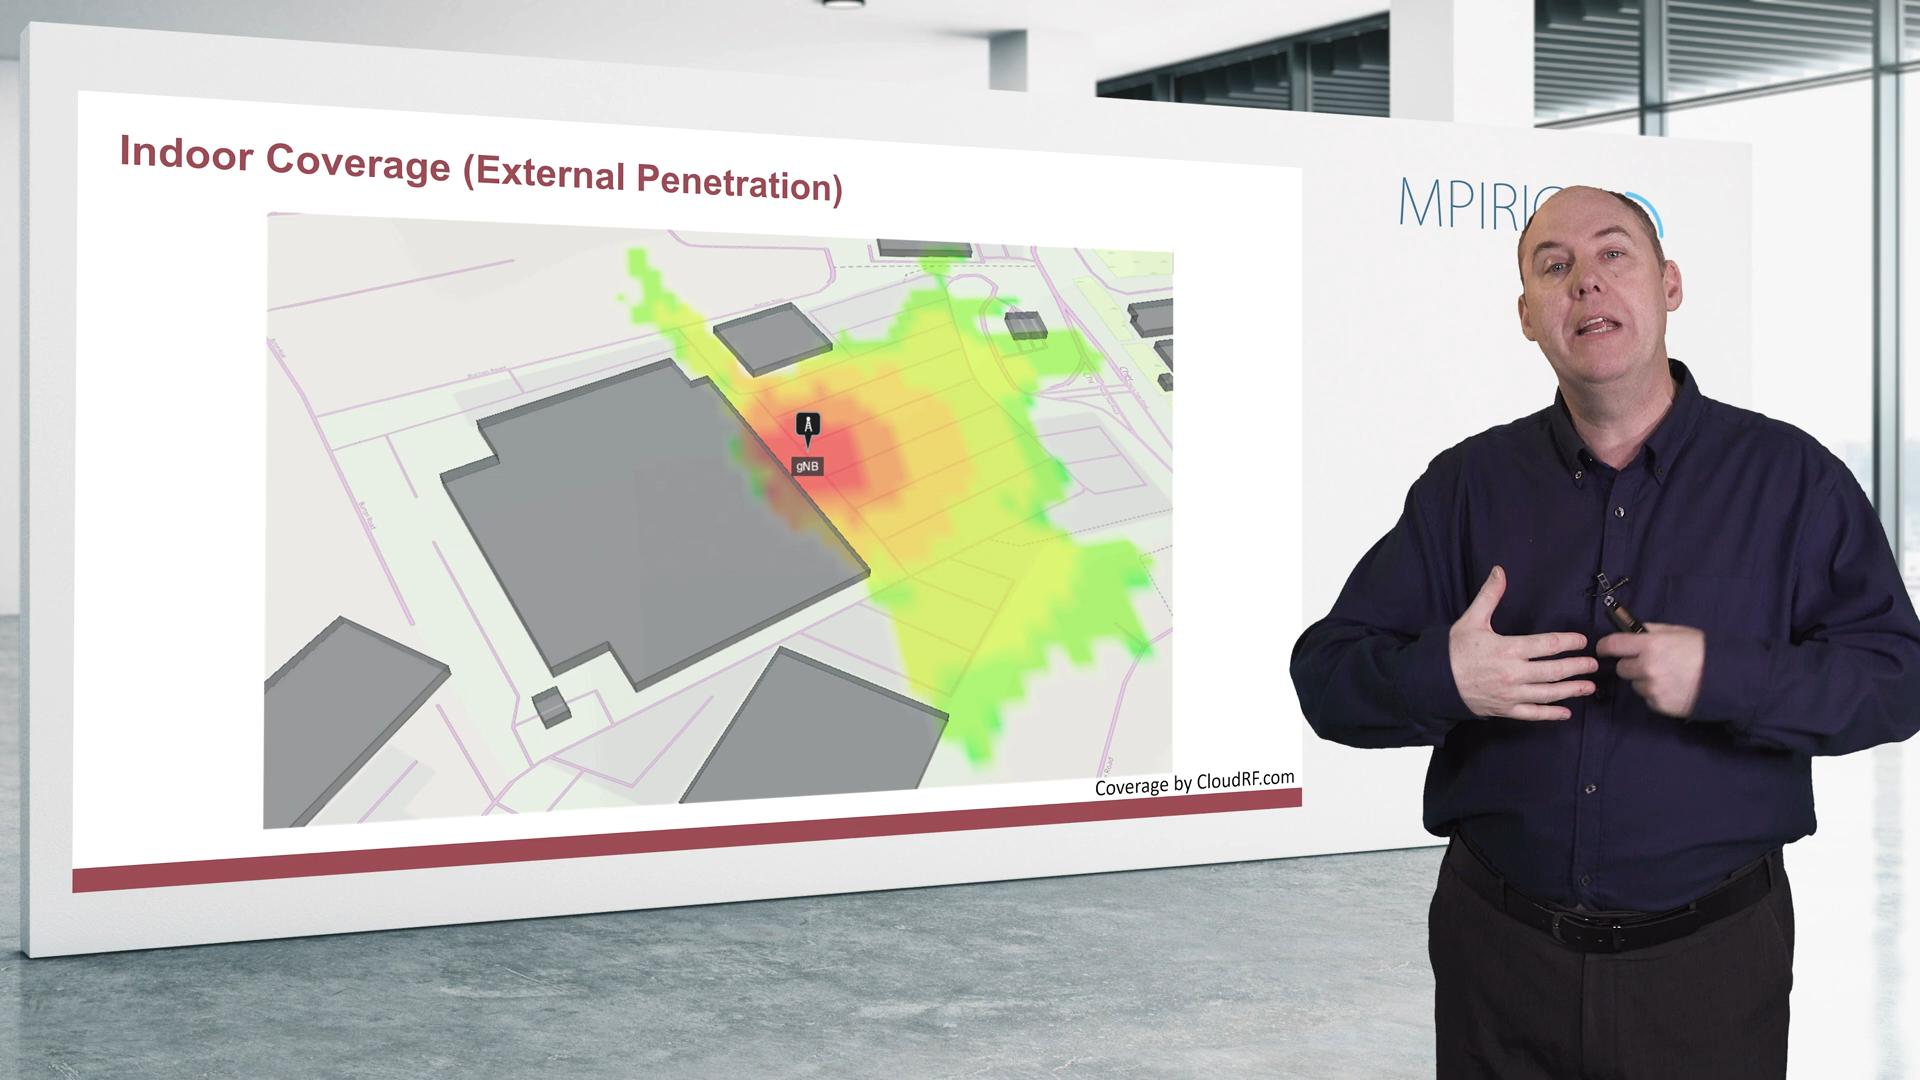 Indoor Coverage (External Penetration)
MPIRI
gNB
Coverage by CloudRF.com